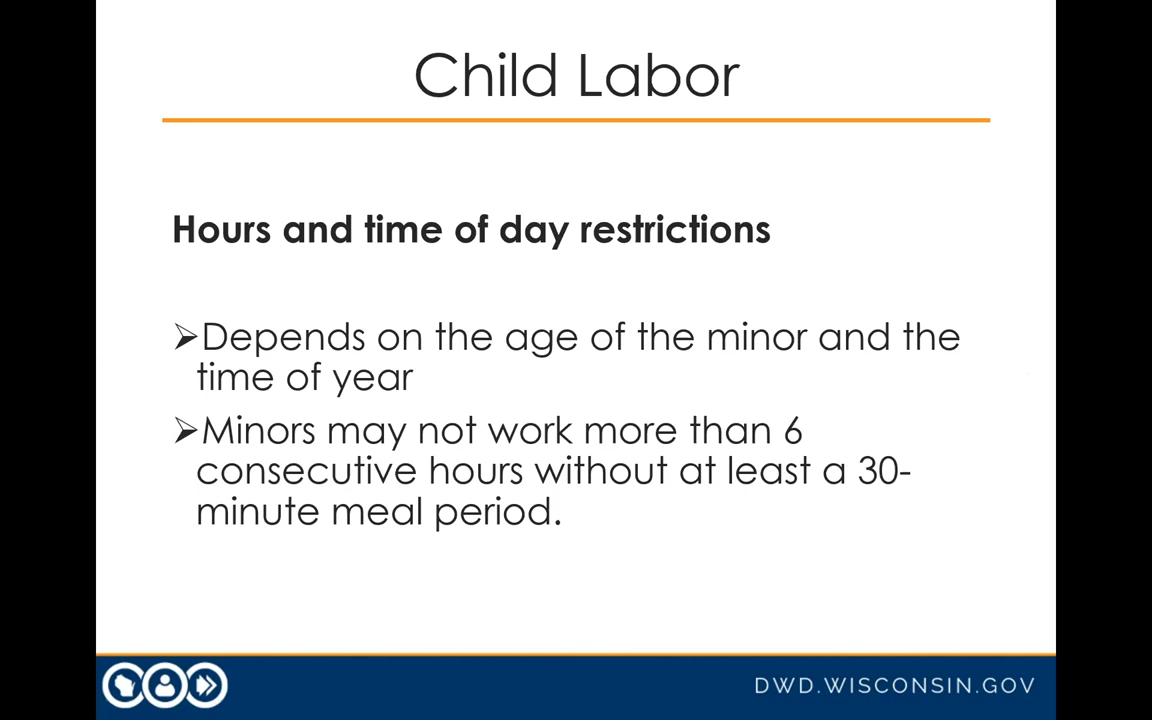 Child Labor
Hours and time of day restrictions
➢Depends on the age of the minor and the
time of year
➢Minors may not work more than 6
consecutive hours without at least a 30-
minute meal period.
DWD.WISCONSIN.GOV